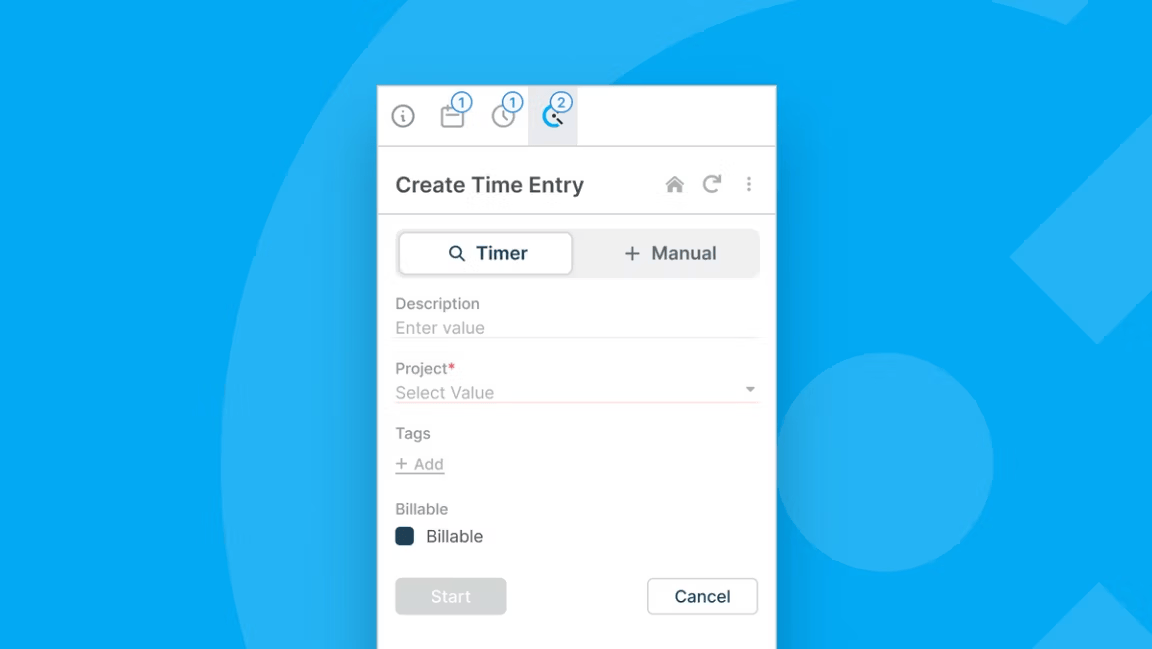 1 1 2
Create Time Entry
Timer + Manual
Description
Enter value
Project*
Select Value
Tags
+ Add
Billable
Billable
Start Cancel